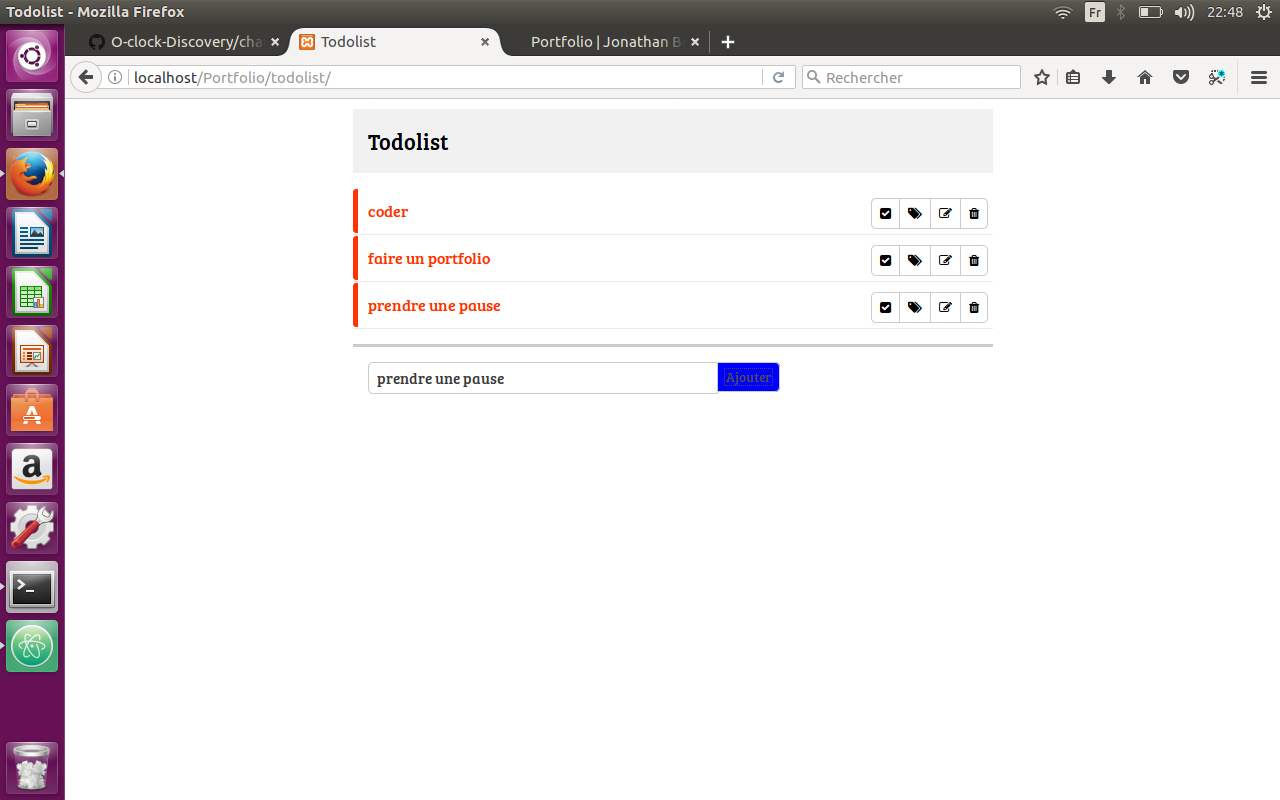 Todolist - Mozilla Firefox
Fr
22:48
O-clock-Discovery/cha
Todolist
Portfolio | Jonathan B
localhost/Portfolio/todolist/
Rechercher
Todolist
coder
faire un portfolio
prendre une pause
prendre une pause
Ajouter